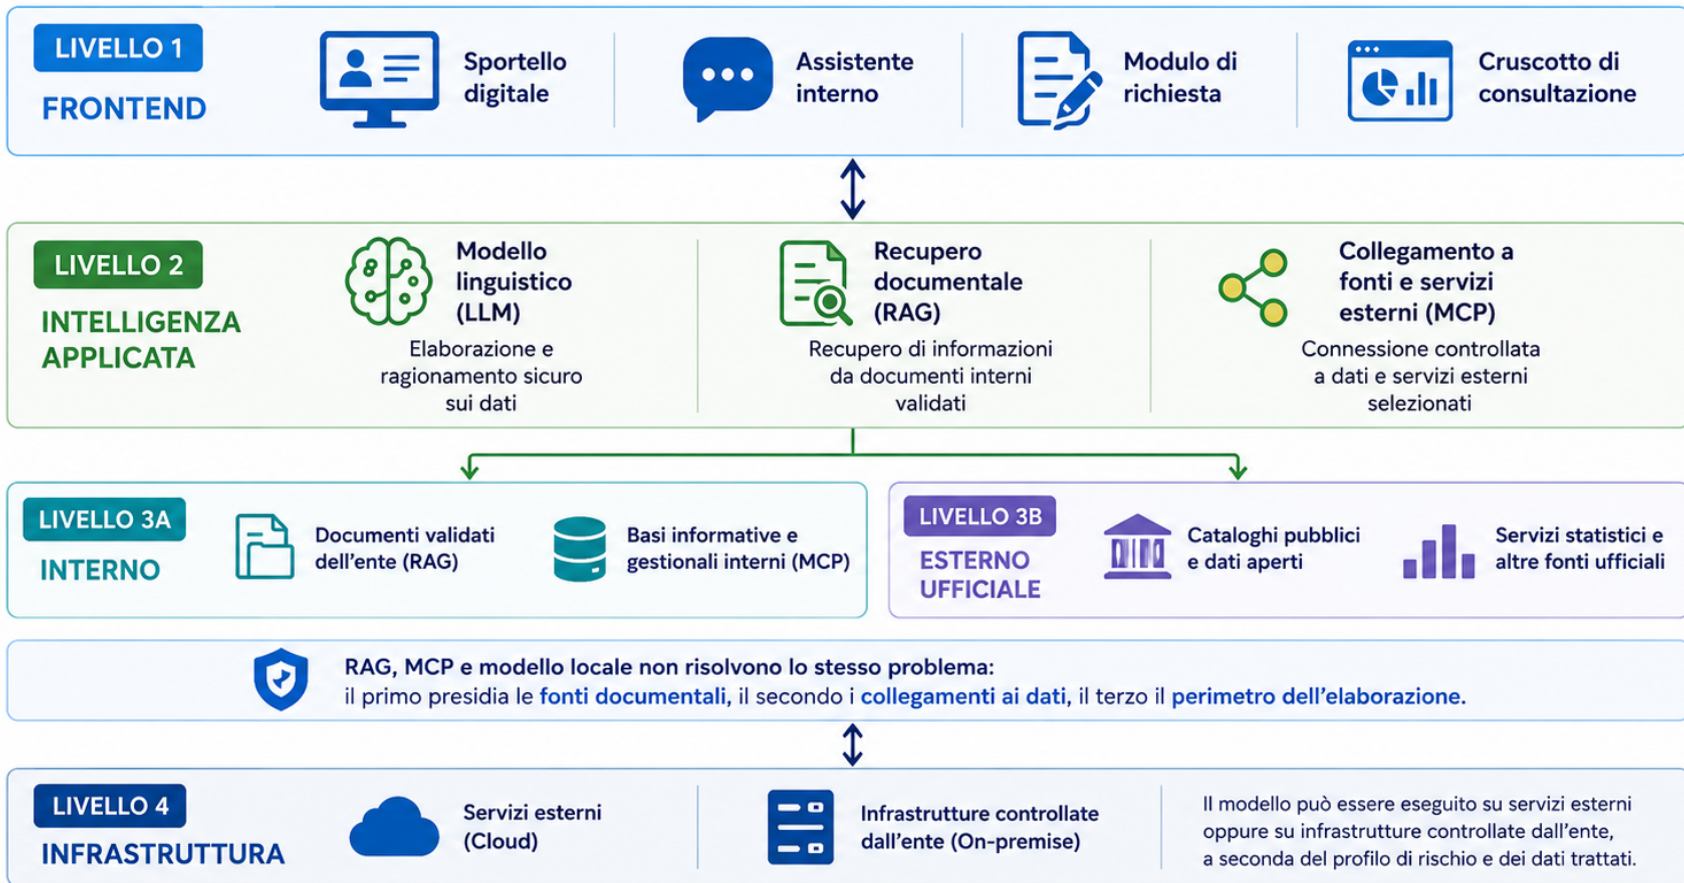 LIVELLO 1
FRONTEND
Sportello
digitale
Assistente
interno
Modulo di
richiesta
Cruscotto di
consultazione
LIVELLO 2
INTELLIGENZA
APPLICATA
Modello
linguistico
(LLM)
Elaborazione e
ragionamento sicuro
sui dati
Recupero
documentale
(RAG)
Recupero di informazioni
da documenti interni
validati
Collegamento a
fonti e servizi
esterni (MCP)
Connessione controllata
a dati e servizi esterni
selezionati
LIVELLO 3A
INTERNO
Documenti validati
dell'ente (RAG)
Basi informative e
gestionali interni (MCP)
LIVELLO 3B
ESTERNO
UFFICIALE
Cataloghi pubblici
e dati aperti
Servizi statistici e
altre fonti ufficiali
RAG, MCP e modello locale non risolvono lo stesso problema:
il primo presidia le fonti documentali, il secondo i collegamenti ai dati, il terzo il perimetro dell'elaborazione.
LIVELLO 4
INFRASTRUTTURA
Servizi esterni
(Cloud)
Infrastrutture controllate
dall'ente (On-premise)
Il modello può essere eseguito su servizi esterni
oppure su infrastrutture controllate dall'ente,
a seconda del profilo di rischio e dei dati trattati.